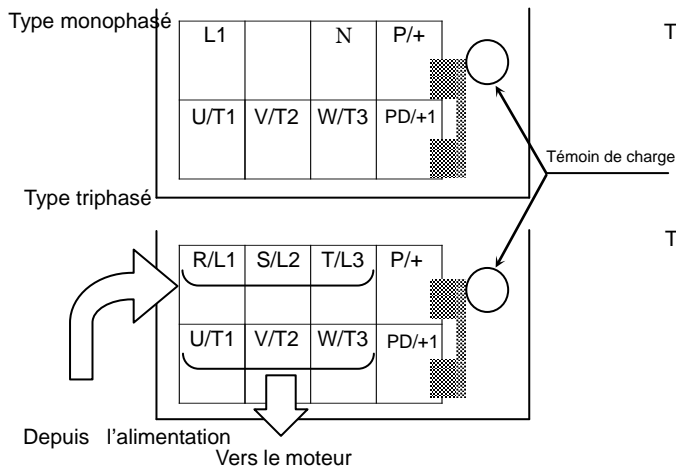 Type monophasé
L1 N P/+
T
U/T1 V/T2 W/T3 PD/+1
Témoin de charge
Type triphasé
R/L1 S/L2 T/L3 P/+
T
U/T1 V/T2 W/T3 PD/+1
Depuis l'alimentation
Vers le moteur